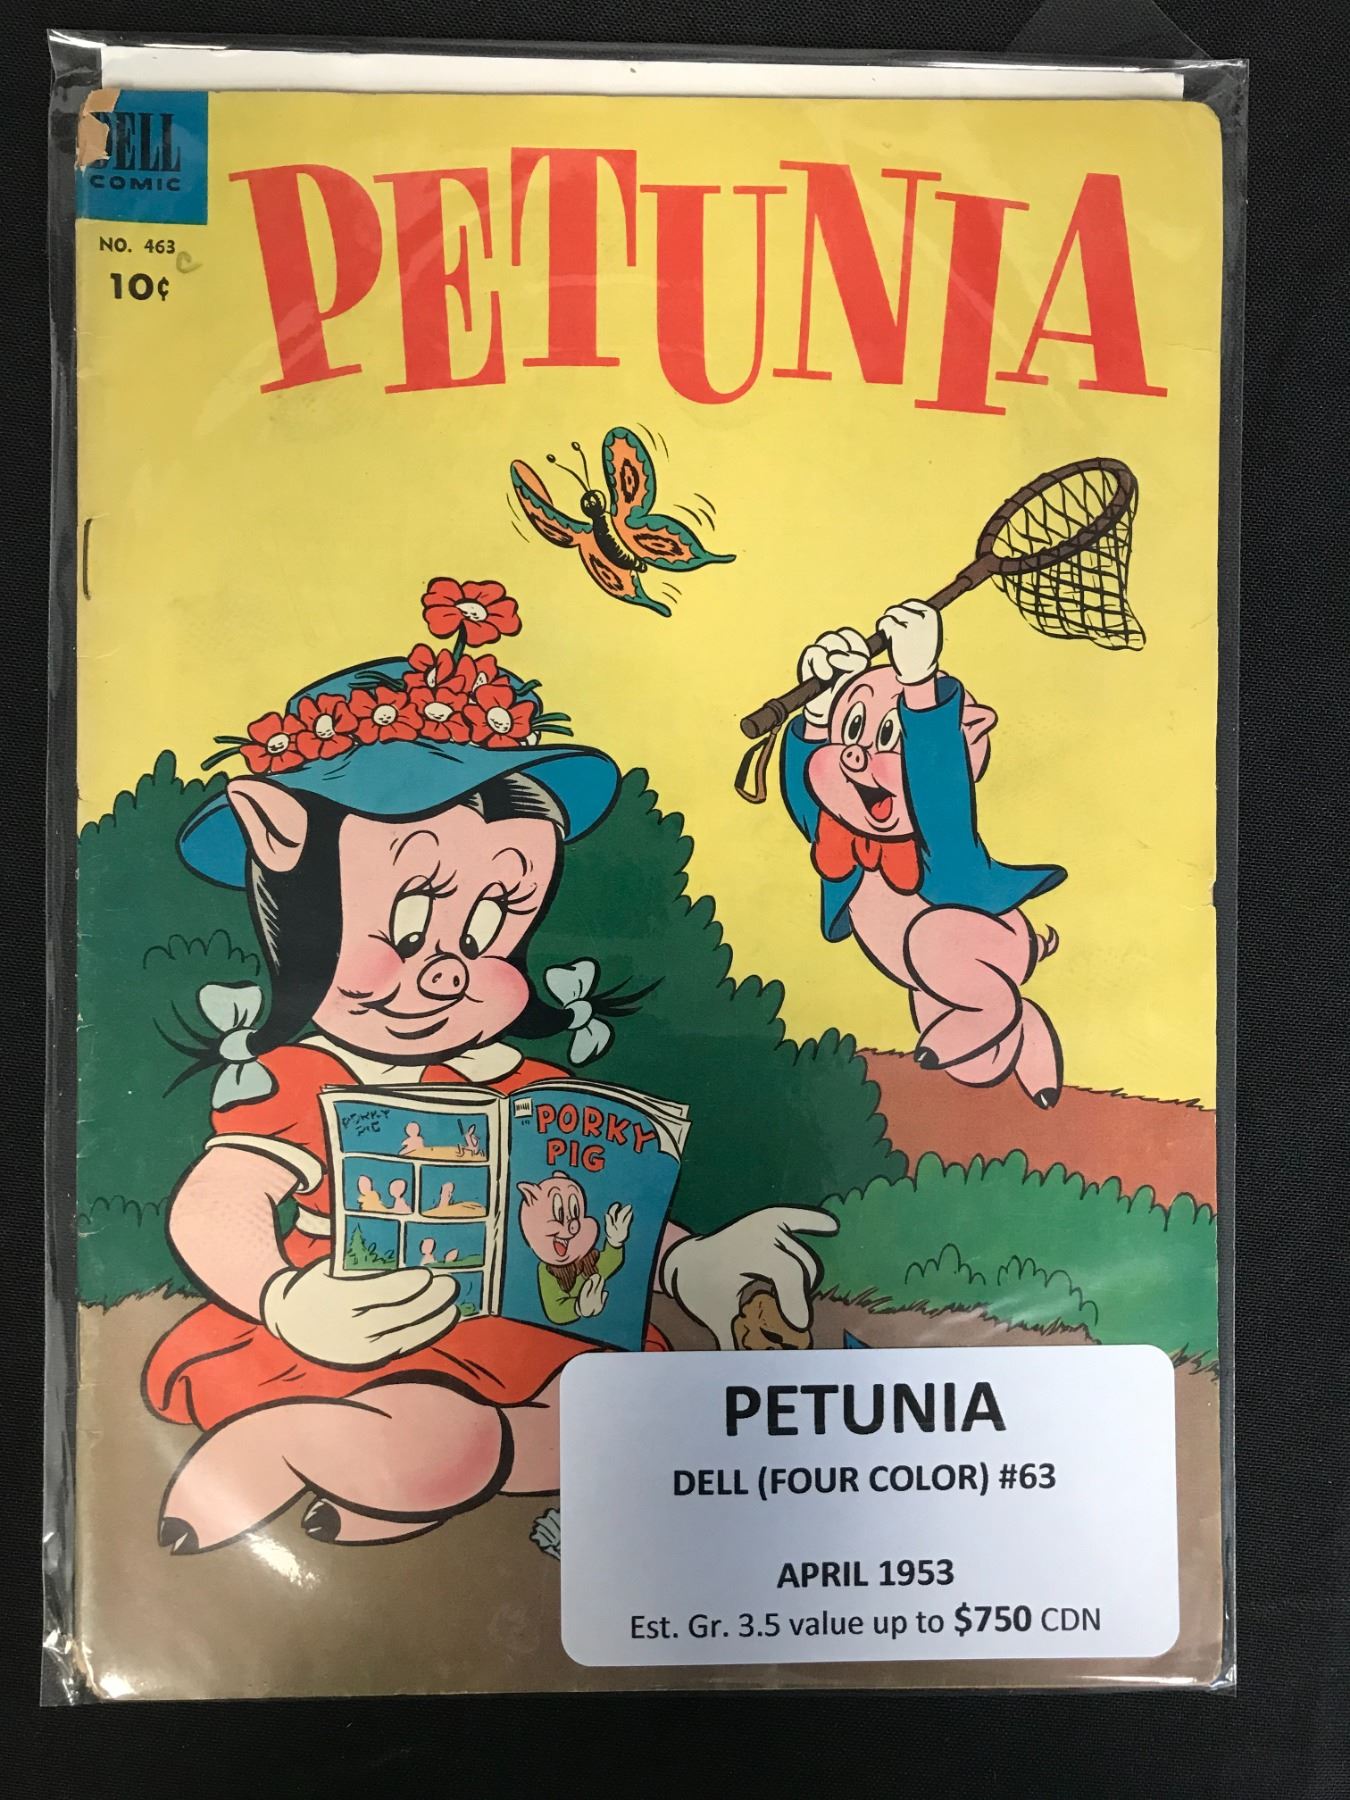 DELL
COMIC
NO. 463
10¢
PETUNIA
PORKY
PIG
PORKY
PIG
PETUNIA
DELL (FOUR COLOR) #63
APRIL 1953
Est. Gr. 3.5 value up to $750 CDN